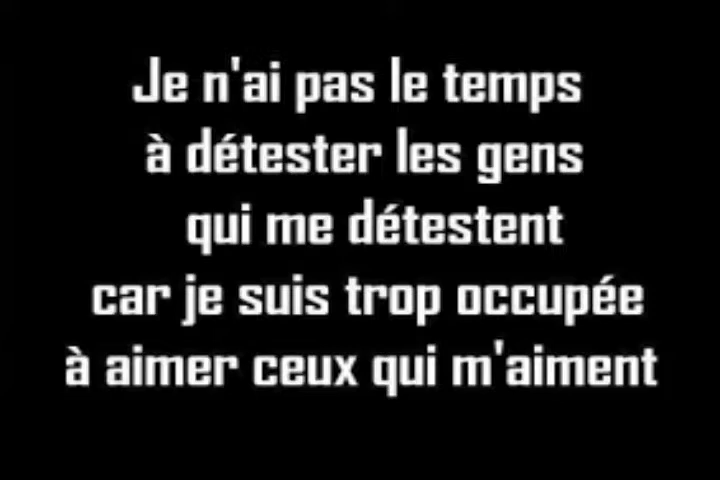 Je n'ai pas le temps
à détester les gens
qui me détestent
car je suis trop occupée
à aimer ceux qui m'aiment